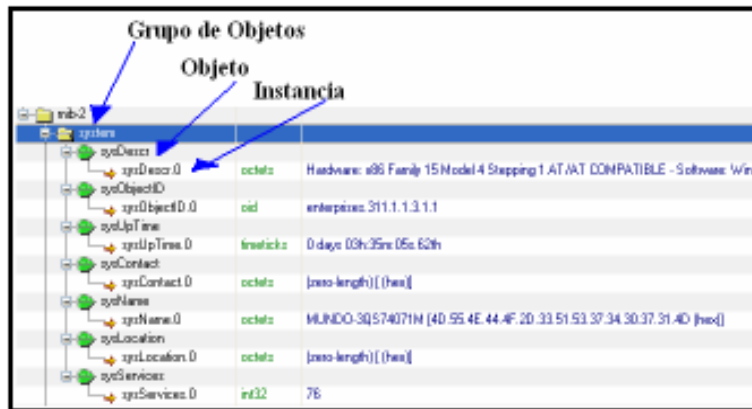 Grupo de Objetos
Objeto
Instancia
mib-2
system
sysDescr
sysDescr.0 octets Hardware: x86 Family 15 Model 4 Stepping 1 AT/AT COMPATIBLE - Software: Win
sysObjectID
sysObjectID.0 oid enterprises.311.1.1.3.1.1
sysUpTime
sysUpTime.0 timeticks 0 days 03h:35m:05s.62th
sysContact
sysContact.0 octets (zero-length) [ (hex)]
sysName
sysName.0 octets MUNDO-3QS74071M [4D.55.4E.44.4F.2D.33.51.53.37.34.30.37.31.4D (hex)]
sysLocation
sysLocation.0 octets (zero-length) [ (hex)]
sysServices
sysServices.0 int32 76